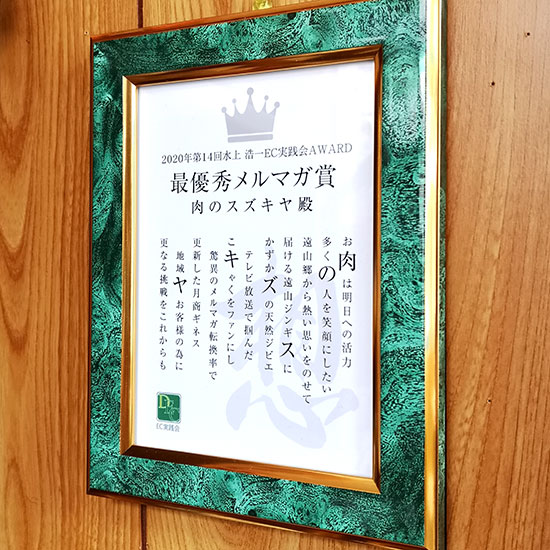 2020年第14回水上 浩一EC実践会AWARD
最優秀メルマガ賞
肉のスズキヤ殿
お肉は明日への活力
多くの人を笑顔にしたい
遠山郷から熱い思いをのせて
届ける遠山ジンギスに
かずかズの天然ジビエ
テレビ放送で掴んだ
こキゃくをファンにし
驚異のメルマガ転換率で
更新した月商ギネス
地域ヤお客様の為に
更なる挑戦をこれからも
想
EC実践会